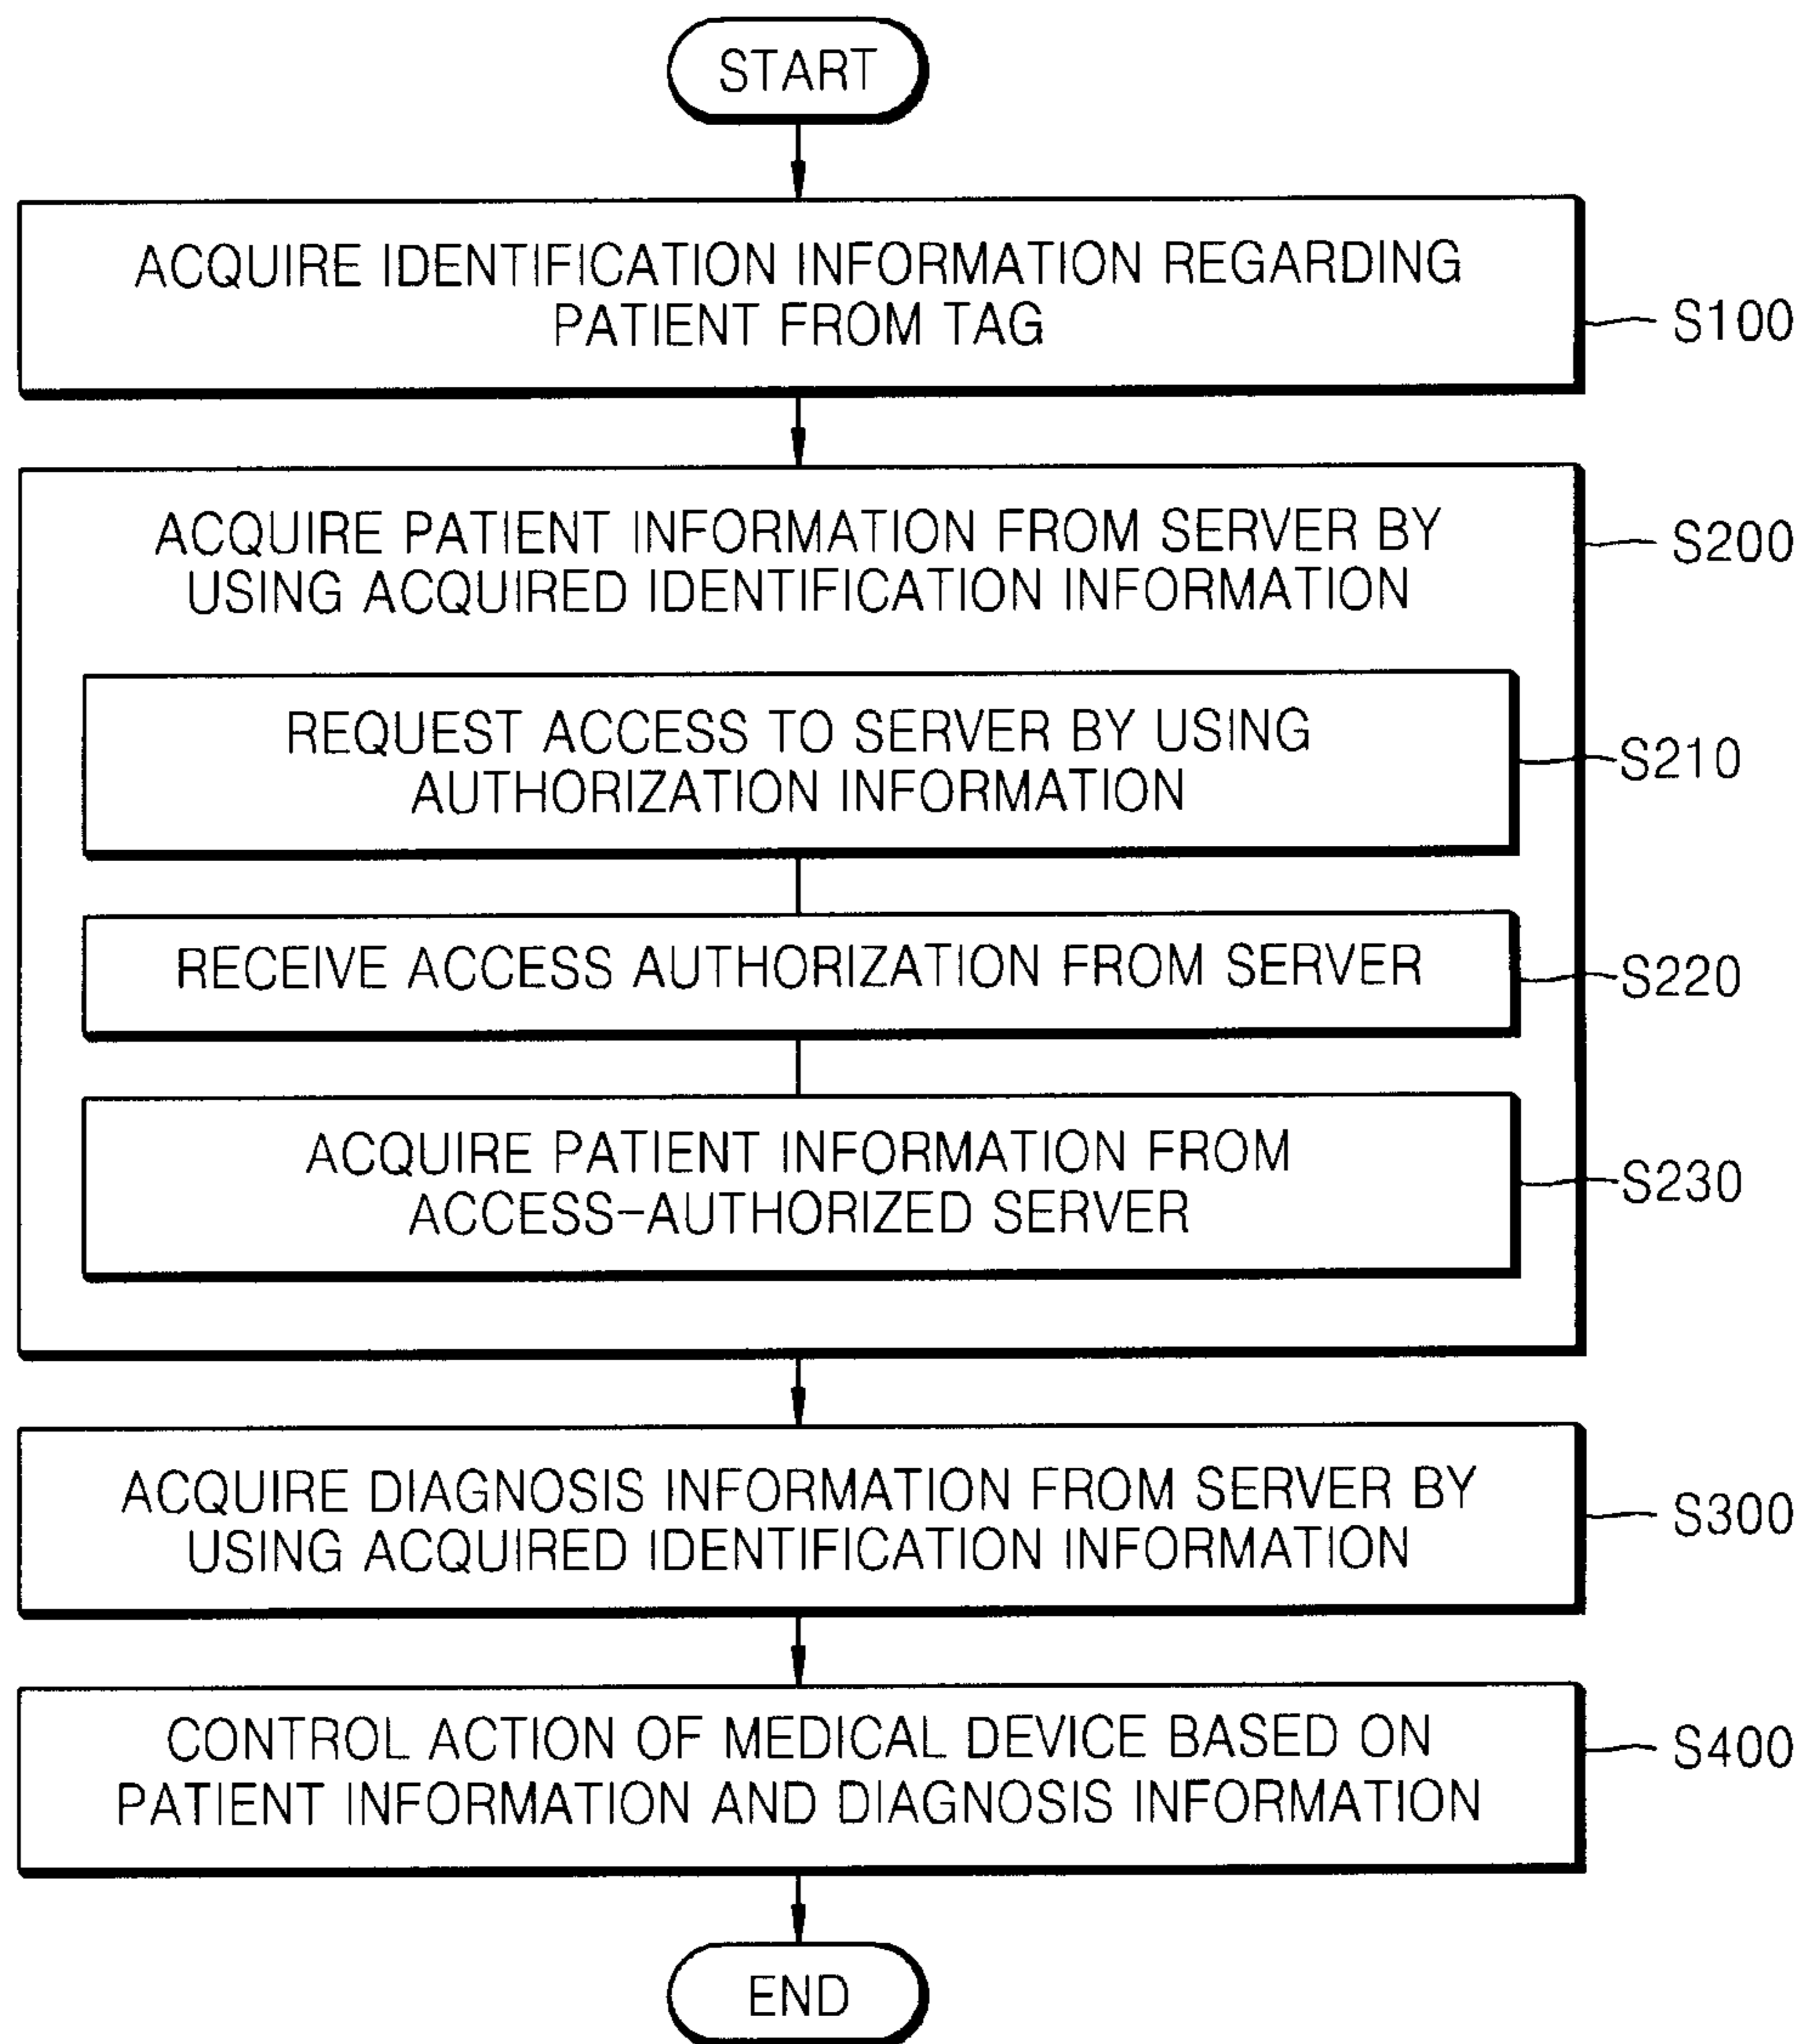 START
ACQUIRE IDENTIFICATION INFORMATION REGARDING
PATIENT FROM TAG
S100
ACQUIRE PATIENT INFORMATION FROM SERVER BY
USING ACQUIRED IDENTIFICATION INFORMATION
S200
REQUEST ACCESS TO SERVER BY USING
AUTHORIZATION INFORMATION
S210
RECEIVE ACCESS AUTHORIZATION FROM SERVER
S220
ACQUIRE PATIENT INFORMATION FROM
ACCESS-AUTHORIZED SERVER
S230
ACQUIRE DIAGNOSIS INFORMATION FROM SERVER BY
USING ACQUIRED IDENTIFICATION INFORMATION
S300
CONTROL ACTION OF MEDICAL DEVICE BASED ON
PATIENT INFORMATION AND DIAGNOSIS INFORMATION
S400
END